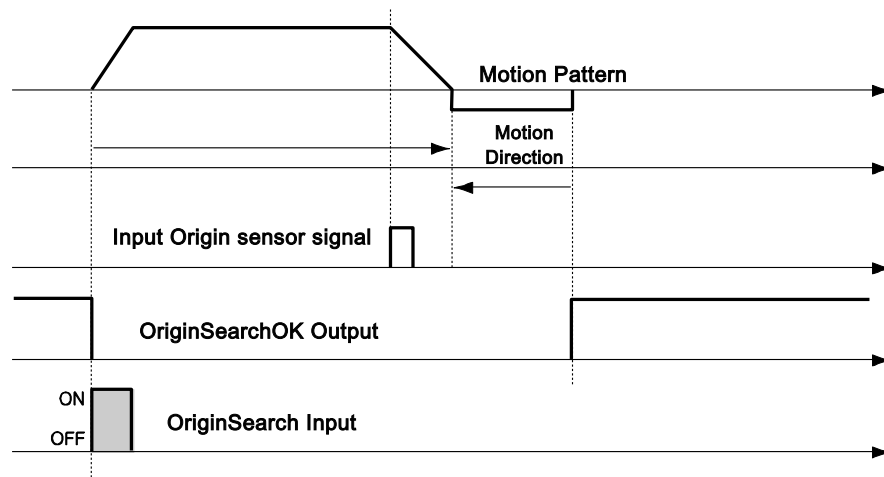 Motion Pattern
Motion
Direction
Input Origin sensor signal
OriginSearchOK Output
ON
OriginSearch Input
OFF